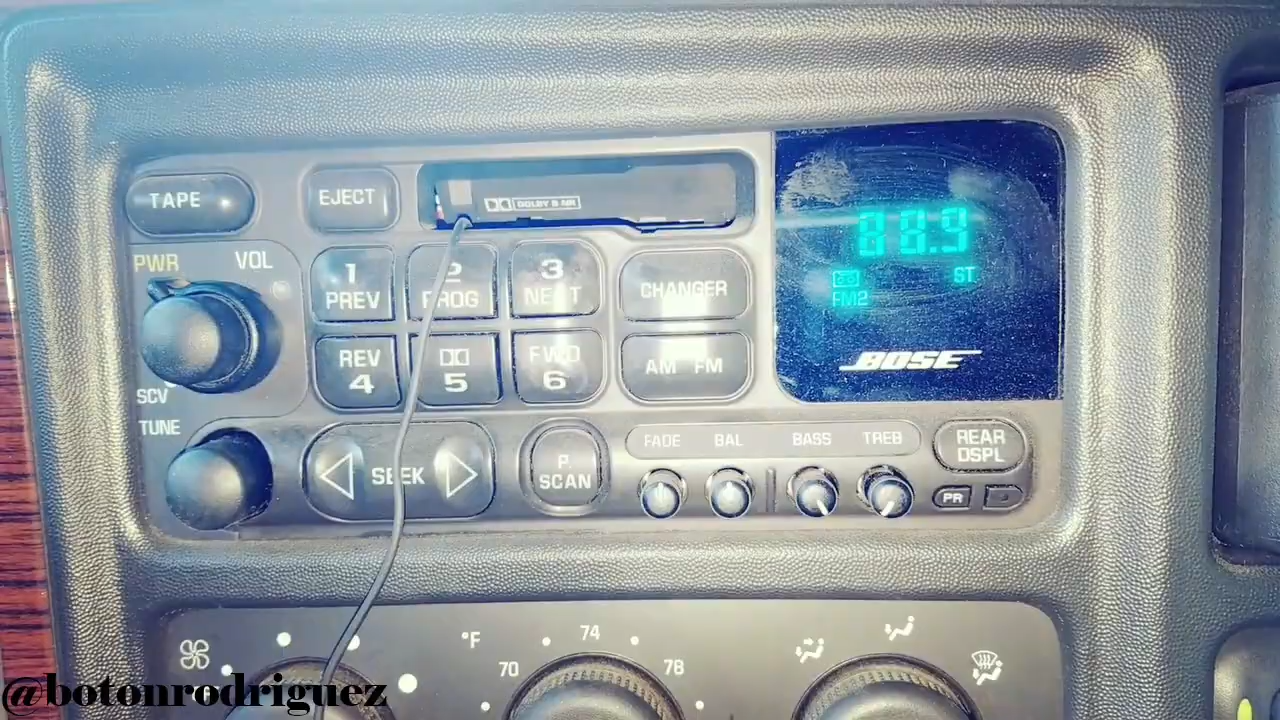 TAPE
EJECT
DOLBY B NR
88.9
ST
FM2
BOSE
PWR
VOL
1
PREV
2
PROG
3
NEXT
CHANGER
REV
4
5
FWD
6
AM FM
SCV
TUNE
SEEK
P.
SCAN
FADE
BAL
BASS
TREB
REAR
DSPL
PR
°F
70
74
78
@botonrodriguez